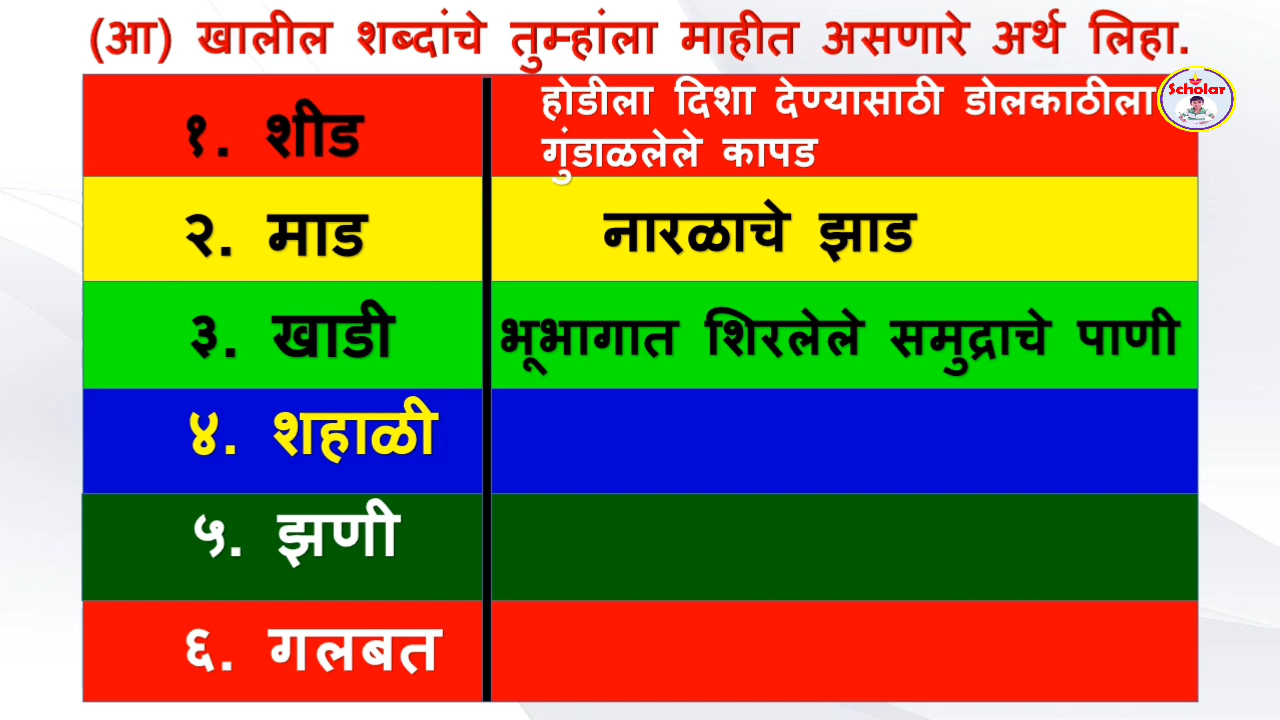 (आ) खालील शब्दांचे तुम्हांला माहीत असणारे अर्थ लिहा.
Scholar
१. शीड
होडीला दिशा देण्यासाठी डोलकाठीला
गुंडाळलेले कापड
२. माड
नारळाचे झाड
३. खाडी
भूभागात शिरलेले समुद्राचे पाणी
४. शहाळी
५. झणी
६. गलबत